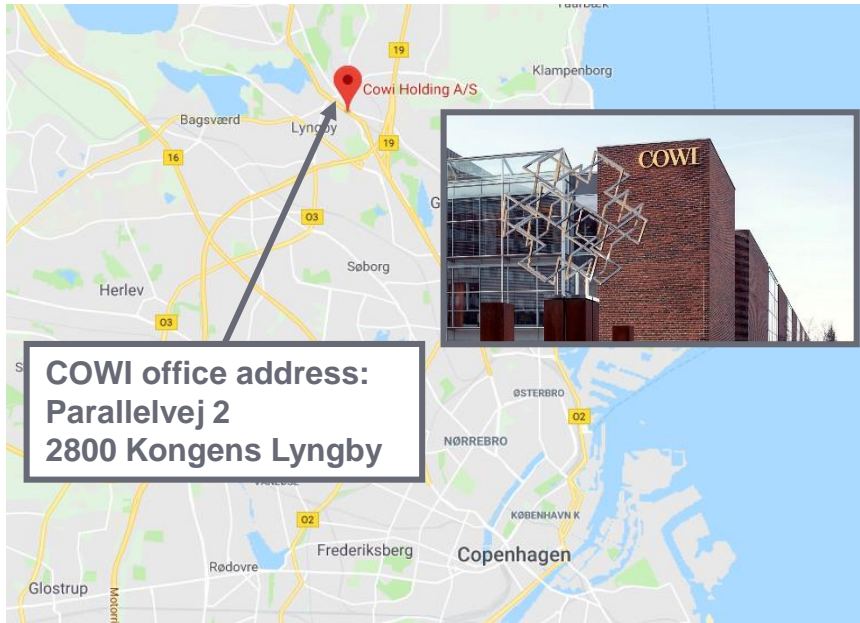 19
Klampenborg
Cowi Holding A/S
Bagsværd
Lyngby
19
16
COWI
O3
Søborg
Herlev
O3
COWI office address:
Parallelvej 2
2800 Kongens Lyngby
ØSTERBRO
O2
NØRREBRO
KØBENHAVN K
O2
Frederiksberg
Copenhagen
Rødovre
Glostrup